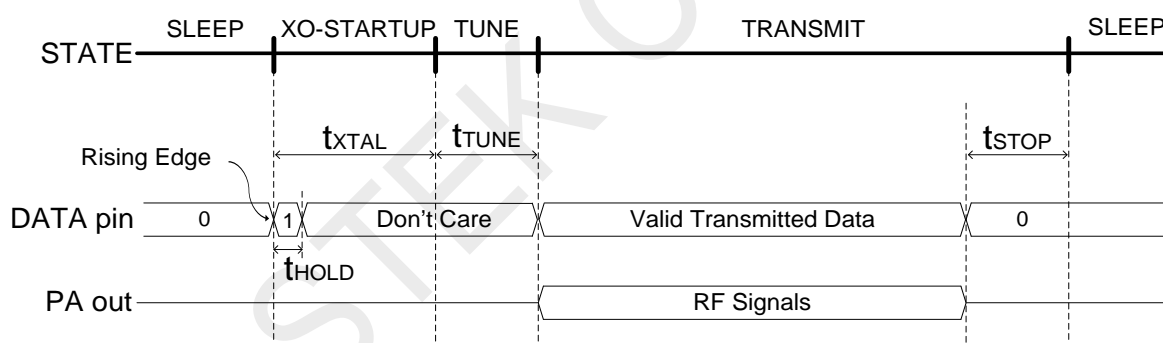 SLEEP XO-STARTUP TUNE TRANSMIT SLEEP
STATE
tXTAL tTUNE tSTOP
Rising Edge
DATA pin 0 1 Don't Care Valid Transmitted Data 0
tHOLD
PA out RF Signals
STEK O